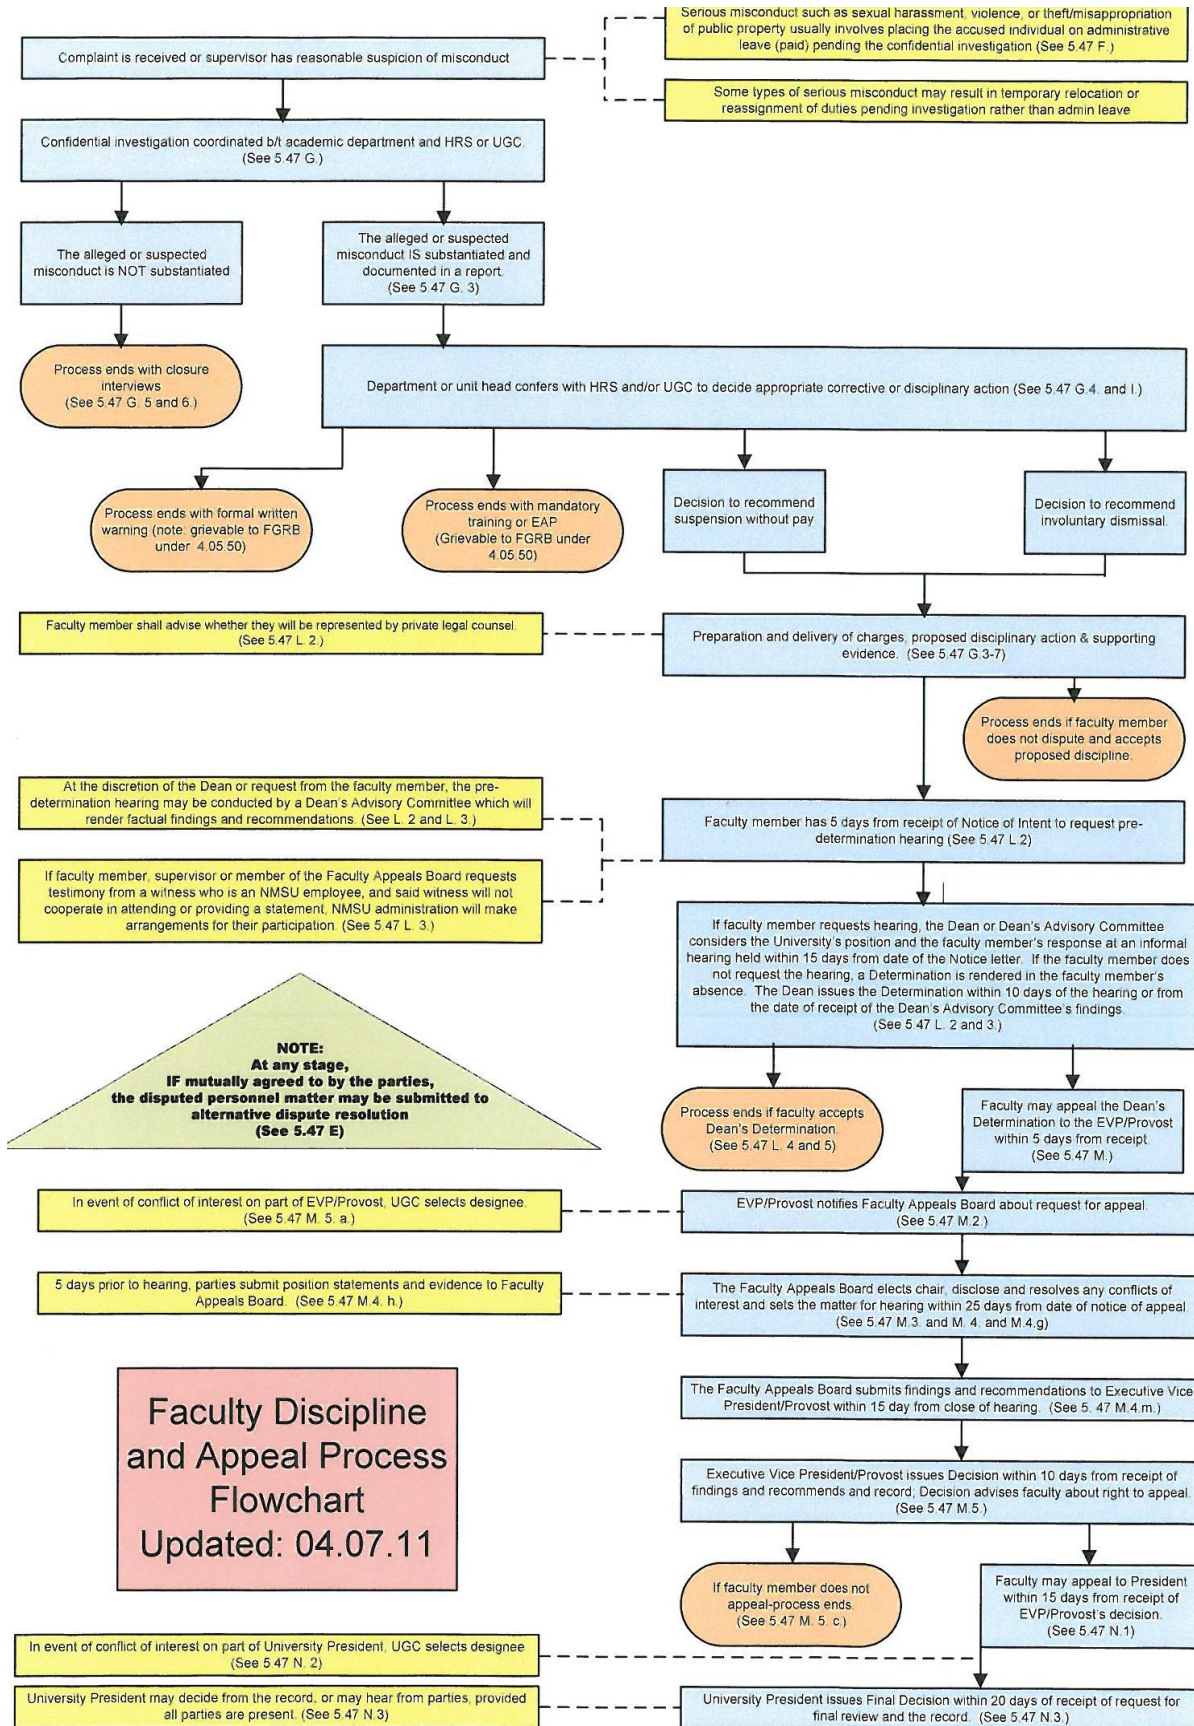 Serious misconduct such as sexual harassment, violence, or theft/misappropriation
of public property usually involves placing the accused individual on administrative
leave (paid) pending the confidential investigation (See 5.47 F.)
Complaint is received or supervisor has reasonable suspicion of misconduct
Some types of serious misconduct may result in temporary relocation or
reassignment of duties pending investigation rather than admin leave
Confidential investigation coordinated b/t academic department and HRS or UGC.
(See 5.47 G.)
The alleged or suspected
misconduct is NOT substantiated
The alleged or suspected
misconduct IS substantiated and
documented in a report.
(See 5.47 G. 3)
Process ends with closure
interviews
(See 5.47 G. 5 and 6.)
Department or unit head confers with HRS and/or UGC to decide appropriate corrective or disciplinary action (See 5.47 G.4. and I.)
Process ends with formal written
warning (note: grievable to FGRB
under 4.05.50)
Process ends with mandatory
training or EAP
(Grievable to FGRB under
4.05.50)
Decision to recommend
suspension without pay
Decision to recommend
involuntary dismissal.
Faculty member shall advise whether they will be represented by private legal counsel.
(See 5.47 L. 2.)
Preparation and delivery of charges, proposed disciplinary action & supporting
evidence. (See 5.47 G.3-7)
Process ends if faculty member
does not dispute and accepts
proposed discipline.
At the discretion of the Dean or request from the faculty member, the pre-
determination hearing may be conducted by a Dean's Advisory Committee which will
render factual findings and recommendations. (See L. 2 and L. 3.)
Faculty member has 5 days from receipt of Notice of Intent to request pre-
determination hearing (See 5.47 L.2)
If faculty member, supervisor or member of the Faculty Appeals Board requests
testimony from a witness who is an NMSU employee, and said witness will not
cooperate in attending or providing a statement, NMSU administration will make
arrangements for their participation. (See 5.47 L. 3.)
If faculty member requests hearing, the Dean or Dean's Advisory Committee
considers the University's position and the faculty member's response at an informal
hearing held within 15 days from date of the Notice letter. If the faculty member does
not request the hearing, a Determination is rendered in the faculty member's
absence. The Dean issues the Determination within 10 days of the hearing or from
the date of receipt of the Dean's Advisory Committee's findings.
(See 5.47 L. 2 and 3.)
NOTE:
At any stage,
IF mutually agreed to by the parties,
the disputed personnel matter may be submitted to
alternative dispute resolution
(See 5.47 E)
Process ends if faculty accepts
Dean's Determination.
(See 5.47 L. 4 and 5)
Faculty may appeal the Dean's
Determination to the EVP/Provost
within 5 days from receipt.
(See 5.47 M.)
In event of conflict of interest on part of EVP/Provost, UGC selects designee.
(See 5.47 M. 5. a.)
EVP/Provost notifies Faculty Appeals Board about request for appeal.
(See 5.47 M.2.)
5 days prior to hearing, parties submit position statements and evidence to Faculty
Appeals Board. (See 5.47 M.4. h.)
The Faculty Appeals Board elects chair, disclose and resolves any conflicts of
interest and sets the matter for hearing within 25 days from date of notice of appeal.
(See 5.47 M.3. and M. 4. and M.4.g)
The Faculty Appeals Board submits findings and recommendations to Executive Vice
President/Provost within 15 day from close of hearing. (See 5. 47 M.4.m.)
Faculty Discipline
and Appeal Process
Flowchart
Updated: 04.07.11
Executive Vice President/Provost issues Decision within 10 days from receipt of
findings and recommends and record; Decision advises faculty about right to appeal.
(See 5.47 M.5.)
If faculty member does not
appeal-process ends.
(See 5.47 M. 5. c.)
Faculty may appeal to President
within 15 days from receipt of
EVP/Provost's decision.
(See 5.47 N.1)
In event of conflict of interest on part of University President, UGC selects designee
(See 5.47 N. 2)
University President may decide from the record, or may hear from parties, provided
all parties are present. (See 5.47 N.3)
University President issues Final Decision within 20 days of receipt of request for
final review and the record. (See 5.47 N.3.)